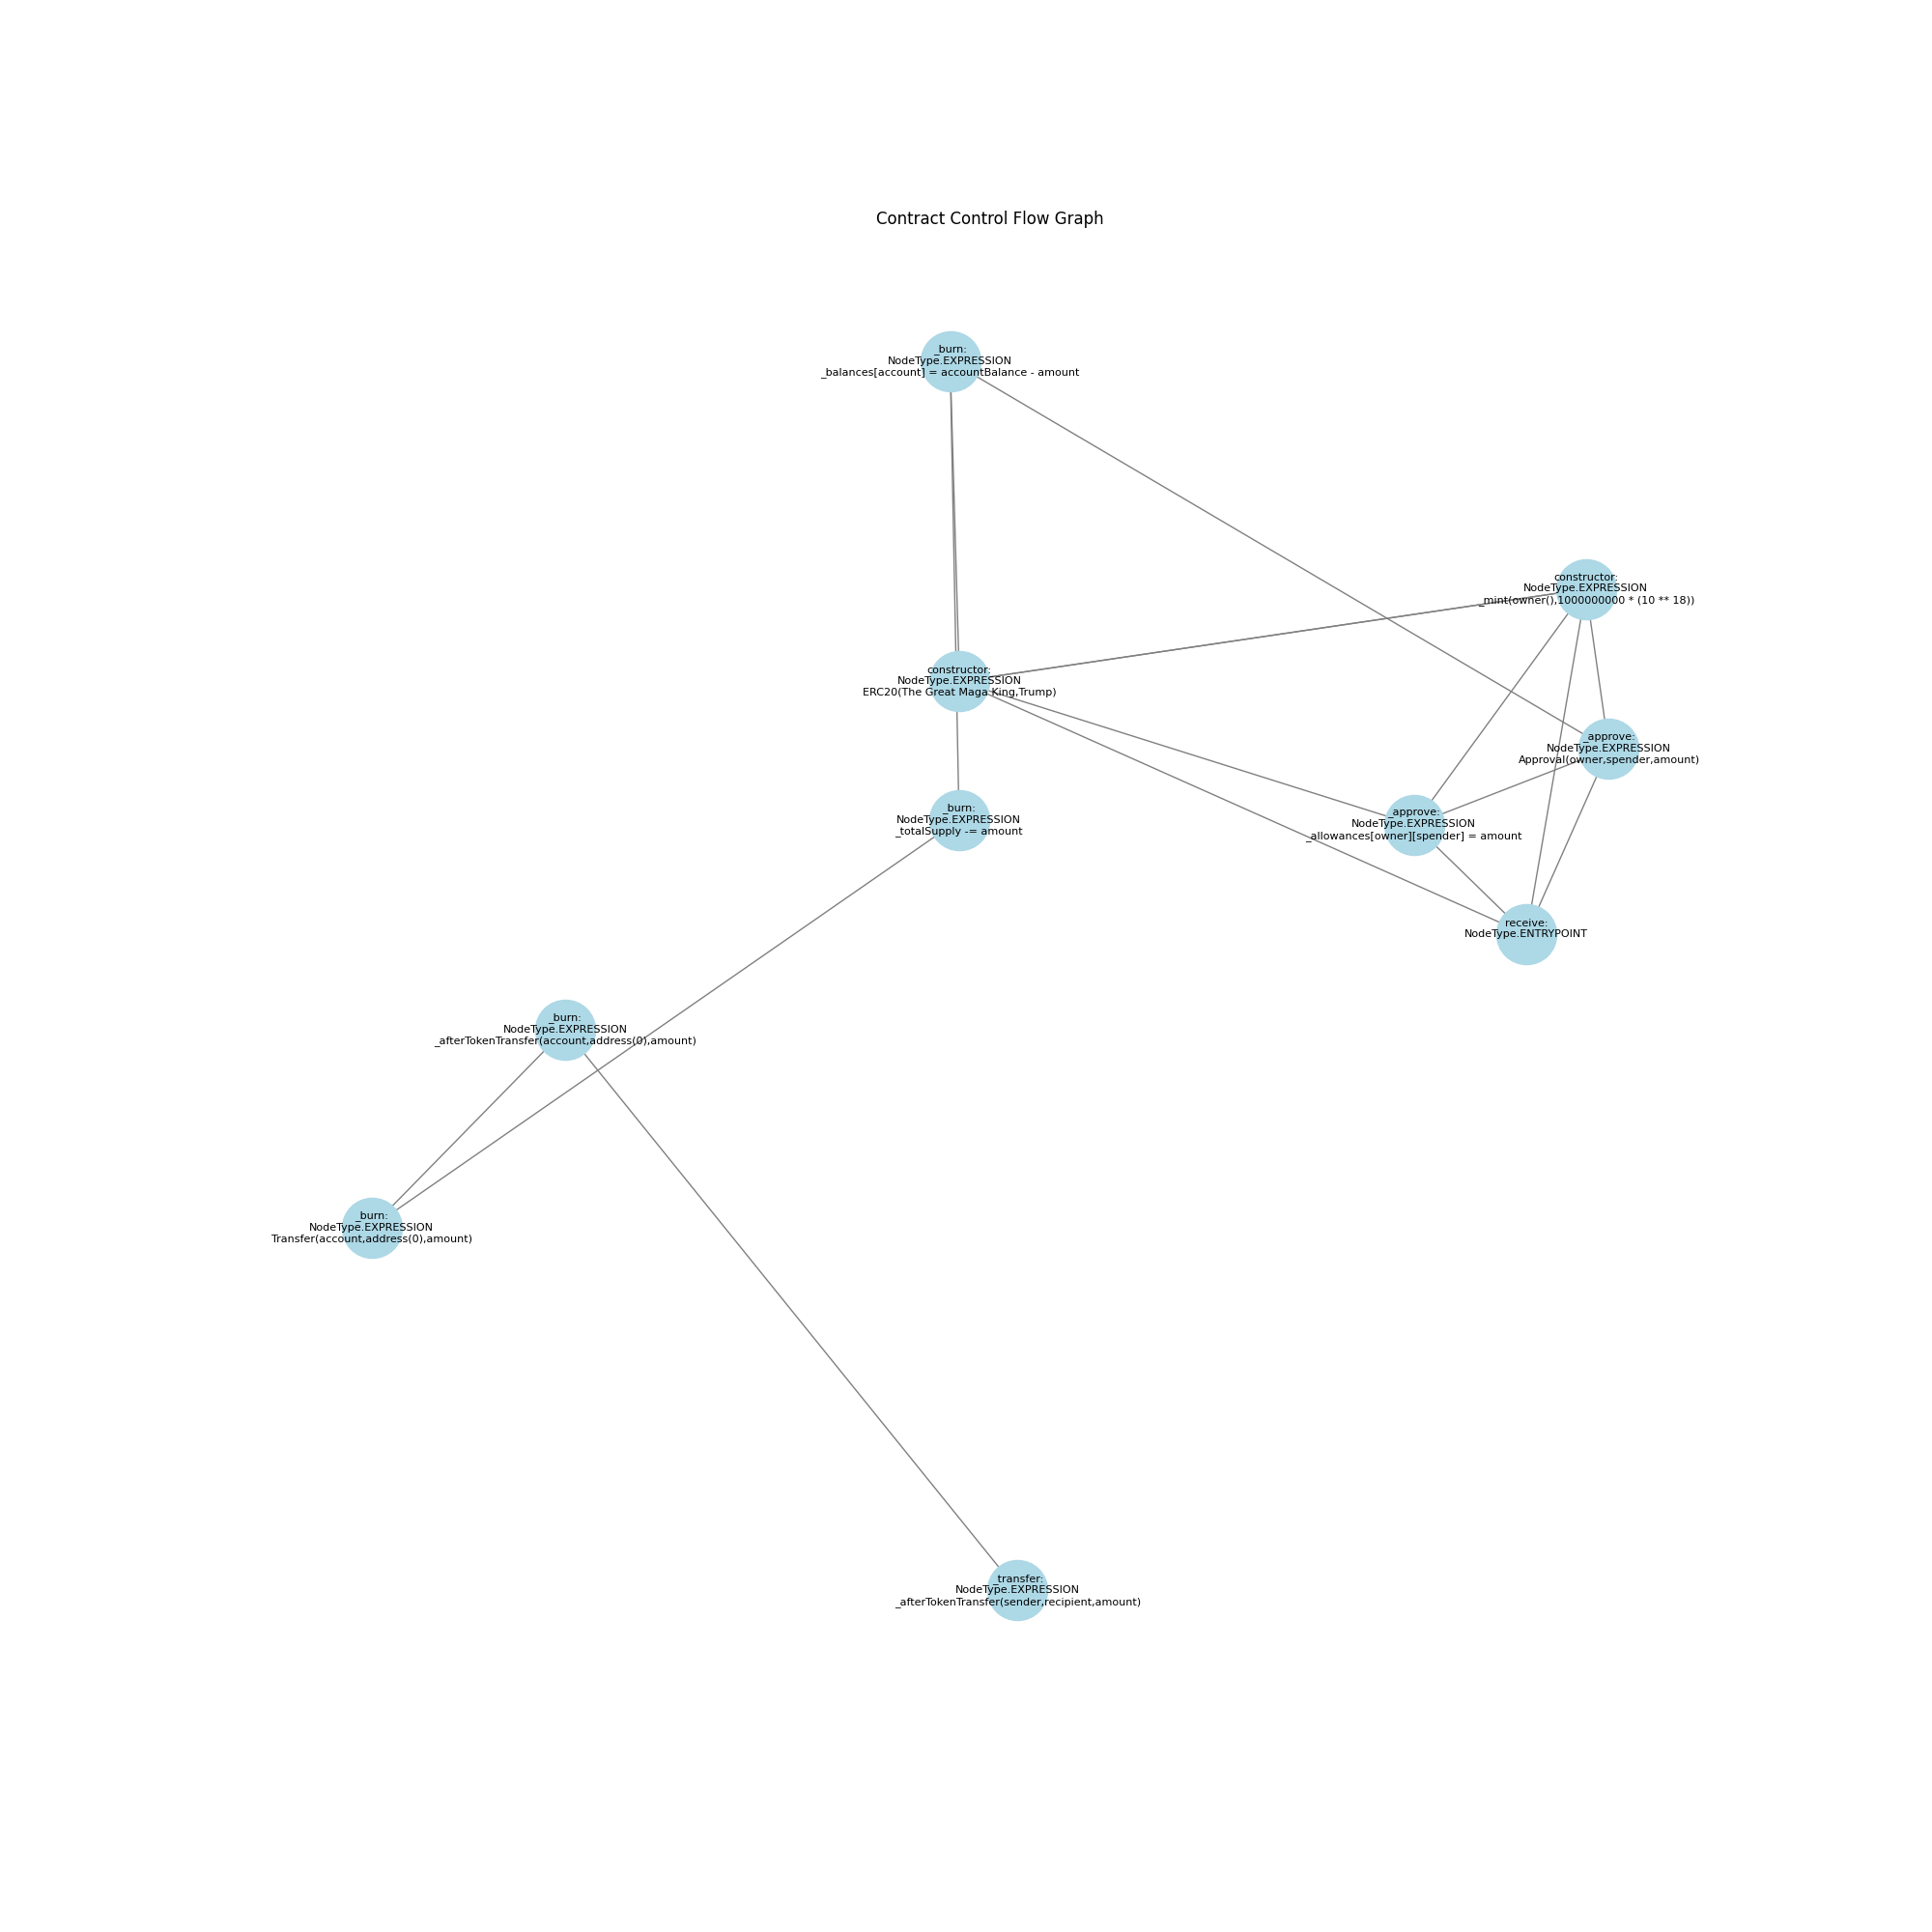 Contract Control Flow Graph
_burn:
NodeType.EXPRESSION
_balances[account] = accountBalance - amount
constructor:
NodeType.EXPRESSION
_mint(owner(),1000000000 * (10 ** 18))
constructor:
NodeType.EXPRESSION
ERC20(The Great Maga King,Trump)
_approve:
NodeType.EXPRESSION
Approval(owner,spender,amount)
_burn:
NodeType.EXPRESSION
_totalSupply -= amount
_approve:
NodeType.EXPRESSION
_allowances[owner][spender] = amount
receive:
NodeType.ENTRYPOINT
_burn:
NodeType.EXPRESSION
_afterTokenTransfer(account,address(0),amount)
_burn:
NodeType.EXPRESSION
Transfer(account,address(0),amount)
_transfer:
NodeType.EXPRESSION
_afterTokenTransfer(sender,recipient,amount)